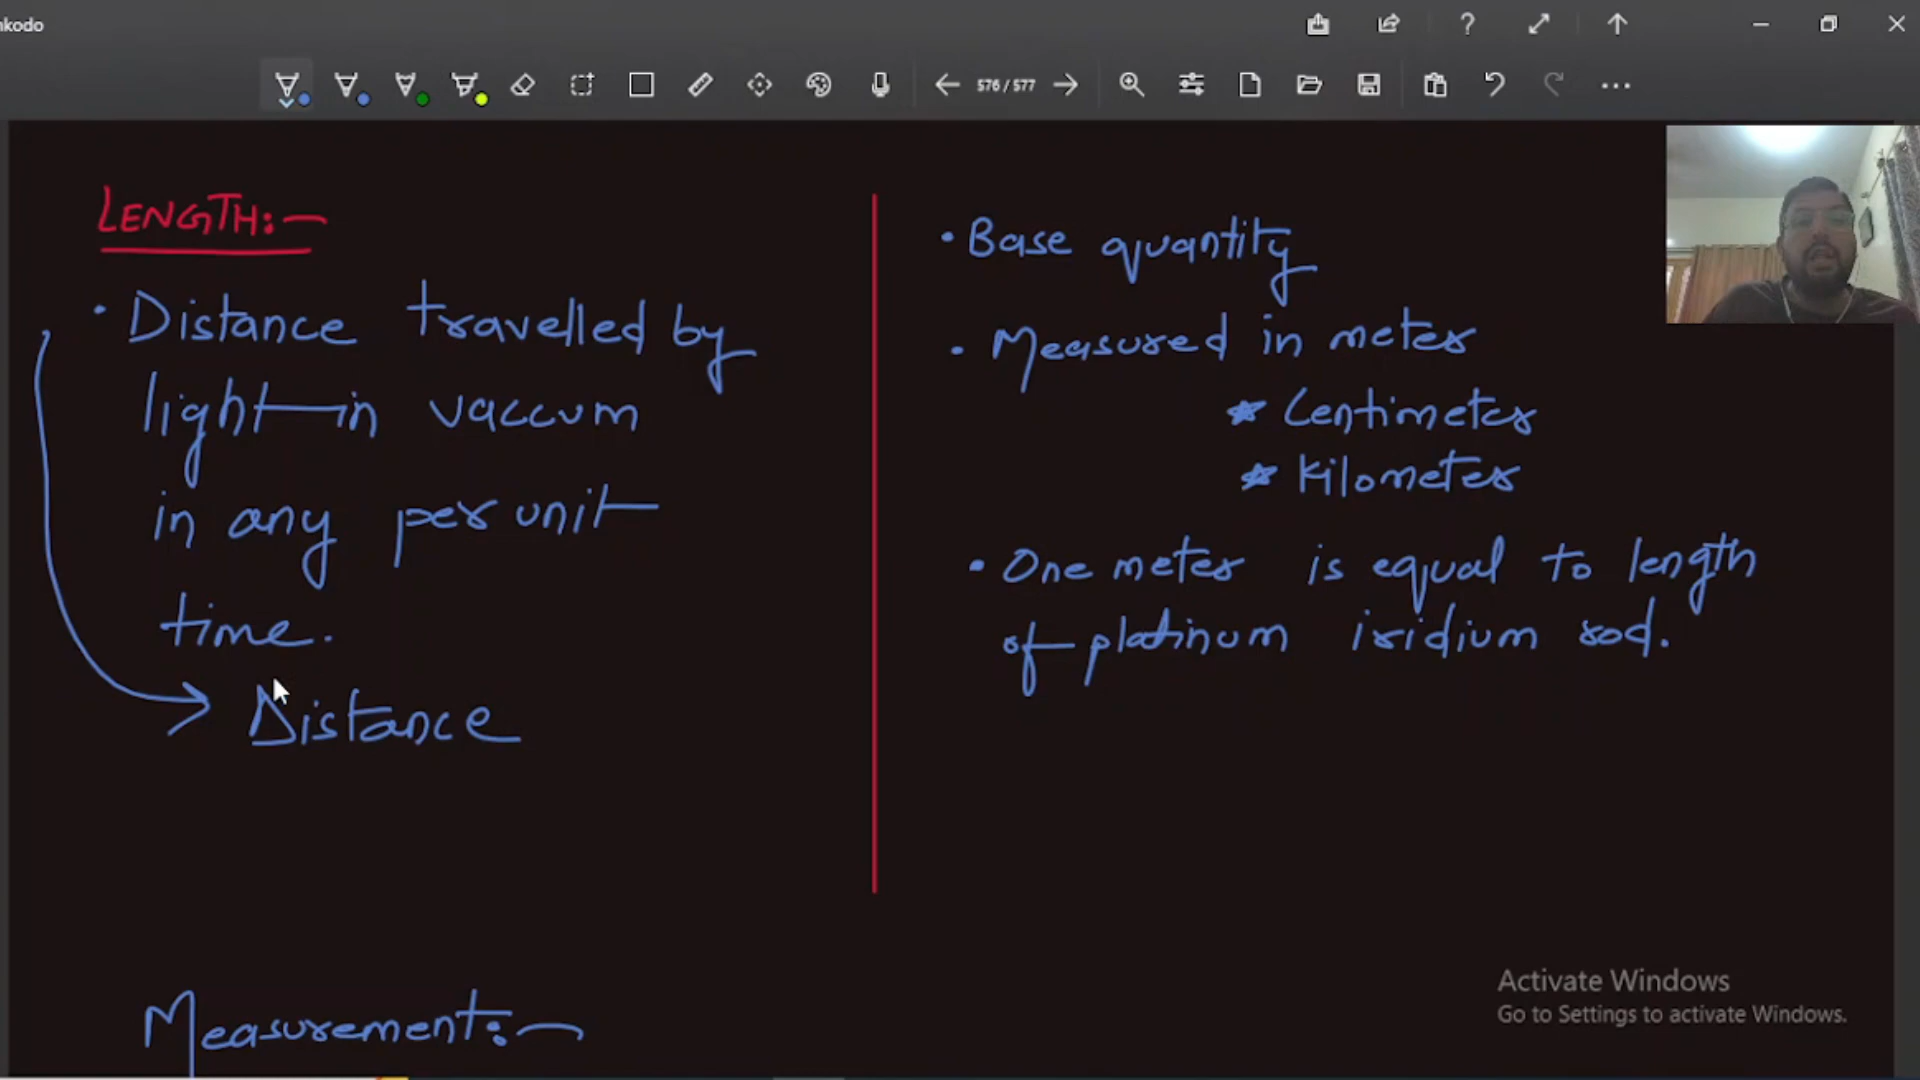 nkodo
576 / 577
LENGTH:-
• Distance travelled by
light in vaccum
in any per unit
time.
→ Distance
• Base quantity
• Measured in meter
* Centimeter
* Kilometer
• One meter is equal to length
of platinum iridium rod.
Measurement:-
Activate Windows
Go to Settings to activate Windows.